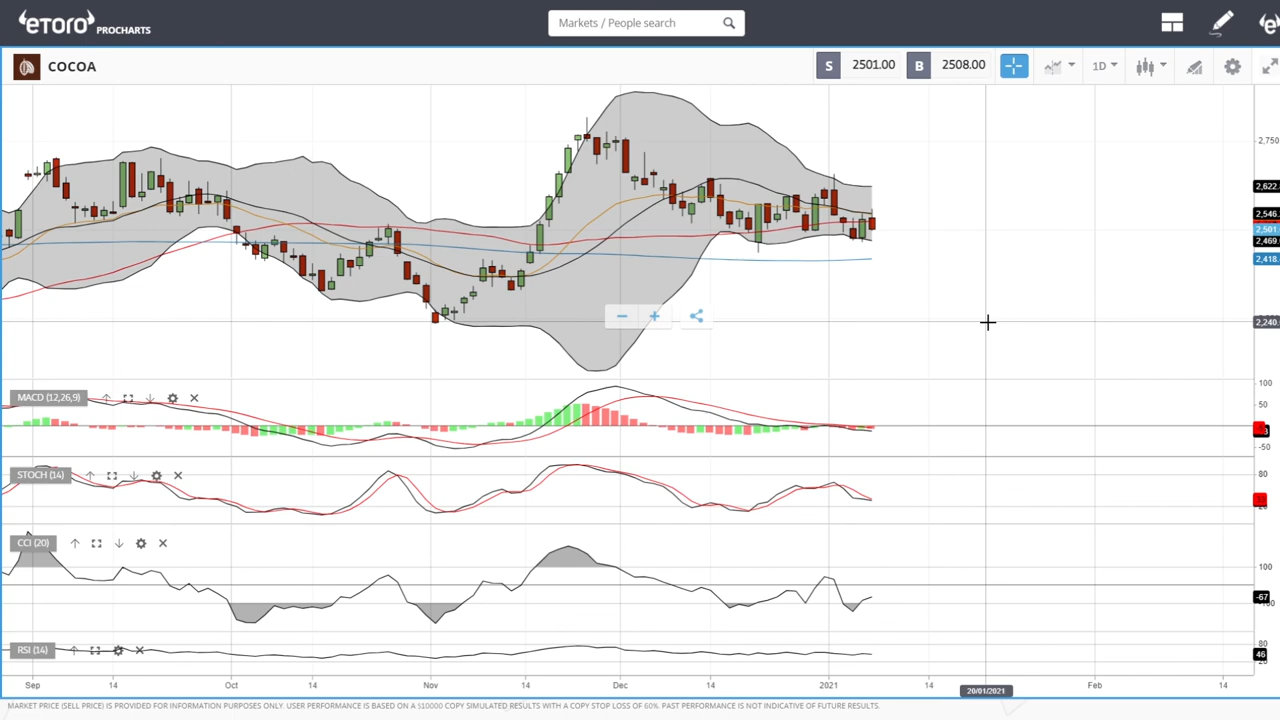 eToro PROCHARTS
Markets / People search
COCOA
S 2501.00 B 2508.00
1D
2,750
2,622.
2,546.
2,501.
2,469.
2,418.
2,240.
MACD (12,26,9)
100
50
-50
STOCH (14)
80
20
CCI (20)
100
-67
-100
RSI (14)
80
46
20
Sep 14 Oct 14 Nov 14 Dec 14 2021 14 20/01/2021 Feb 14
MARKET PRICE (SELL PRICE) IS PROVIDED FOR INFORMATION PURPOSES ONLY. USER PERFORMANCE IS BASED ON A $10000 COPY SIMULATED RESULTS WITH A COPY STOP LOSS OF 60%. PAST PERFORMANCE IS NOT INDICATIVE OF FUTURE RESULTS.